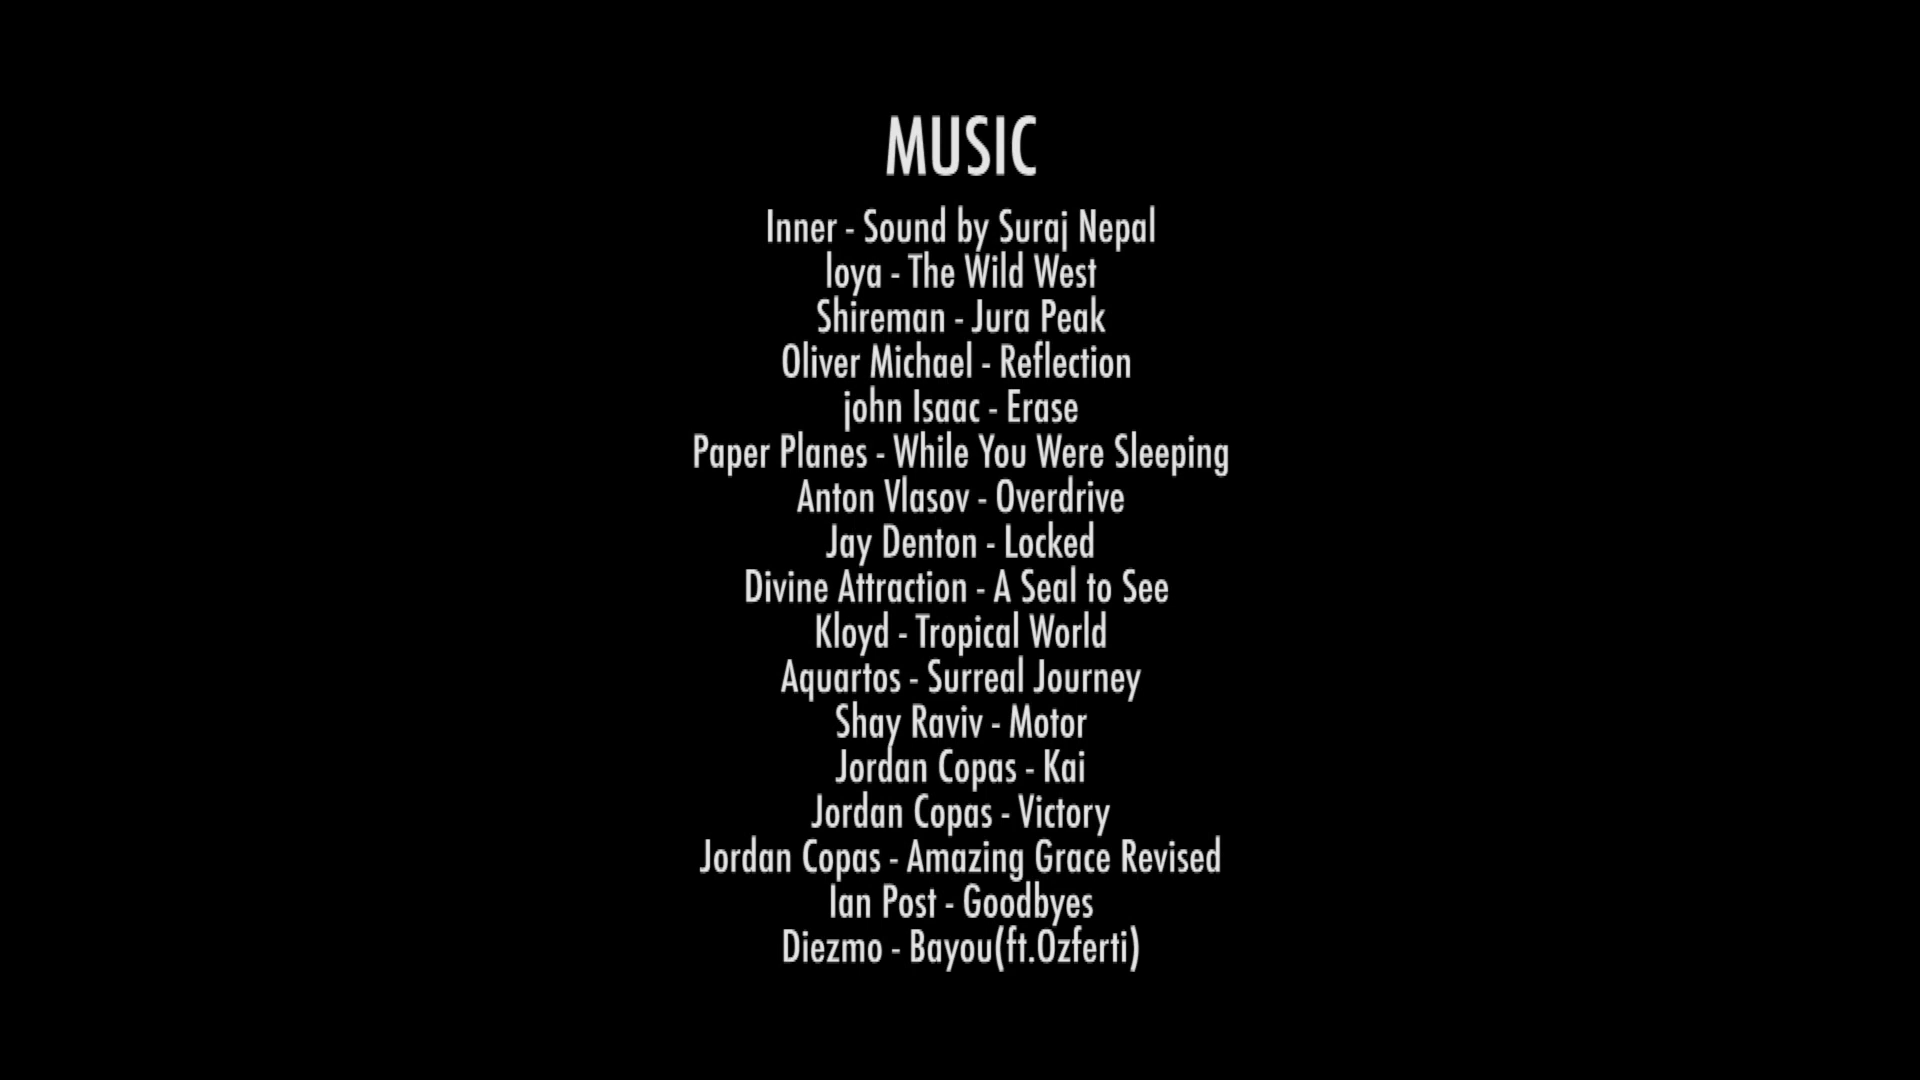 MUSIC
Inner - Sound by Suraj Nepal
loya - The Wild West
Shireman - Jura Peak
Oliver Michael - Reflection
john Isaac - Erase
Paper Planes - While You Were Sleeping
Anton Vlasov - Overdrive
Jay Denton - Locked
Divine Attraction - A Seal to See
Kloyd - Tropical World
Aquartos - Surreal Journey
Shay Raviv - Motor
Jordan Copas - Kai
Jordan Copas - Victory
Jordan Copas - Amazing Grace Revised
Ian Post - Goodbyes
Diezmo - Bayou(ft.Ozferti)